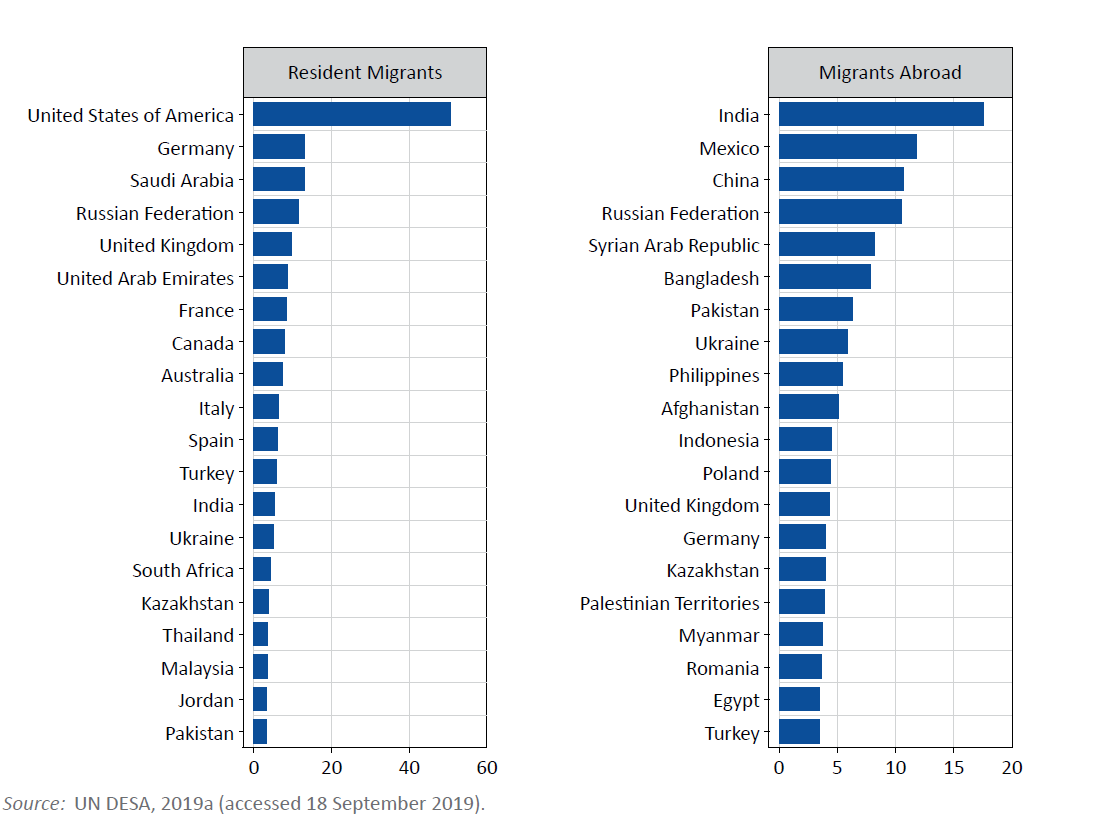 Resident Migrants
United States of America
Germany
Saudi Arabia
Russian Federation
United Kingdom
United Arab Emirates
France
Canada
Australia
Italy
Spain
Turkey
India
Ukraine
South Africa
Kazakhstan
Thailand
Malaysia
Jordan
Pakistan
0 20 40 60
Migrants Abroad
India
Mexico
China
Russian Federation
Syrian Arab Republic
Bangladesh
Pakistan
Ukraine
Philippines
Afghanistan
Indonesia
Poland
United Kingdom
Germany
Kazakhstan
Palestinian Territories
Myanmar
Romania
Egypt
Turkey
0 5 10 15 20
Source: UN DESA, 2019a (accessed 18 September 2019).